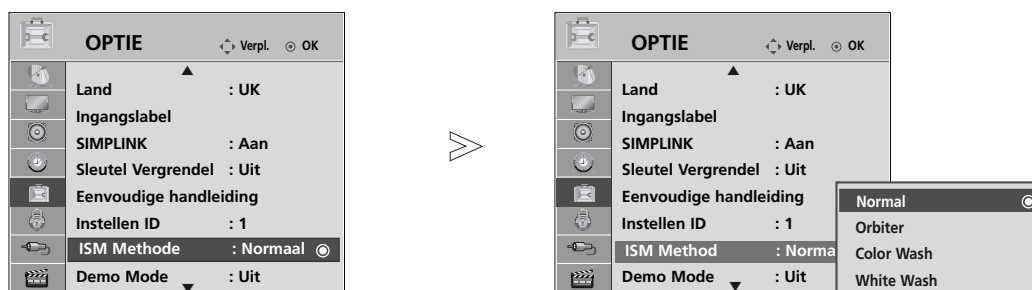 OPTIE Verpl. OK
Land : UK
Ingangslabel
SIMPLINK : Aan
Sleutel Vergrendel : Uit
Eenvoudige handleiding
Instellen ID : 1
ISM Methode : Normaal
Demo Mode : Uit
OPTIE Verpl. OK
Land : UK
Ingangslabel
SIMPLINK : Aan
Sleutel Vergrendel : Uit
Eenvoudige handleiding
Instellen ID : 1
ISM Method : Norma
Demo Mode : Uit
Normal
Orbiter
Color Wash
White Wash